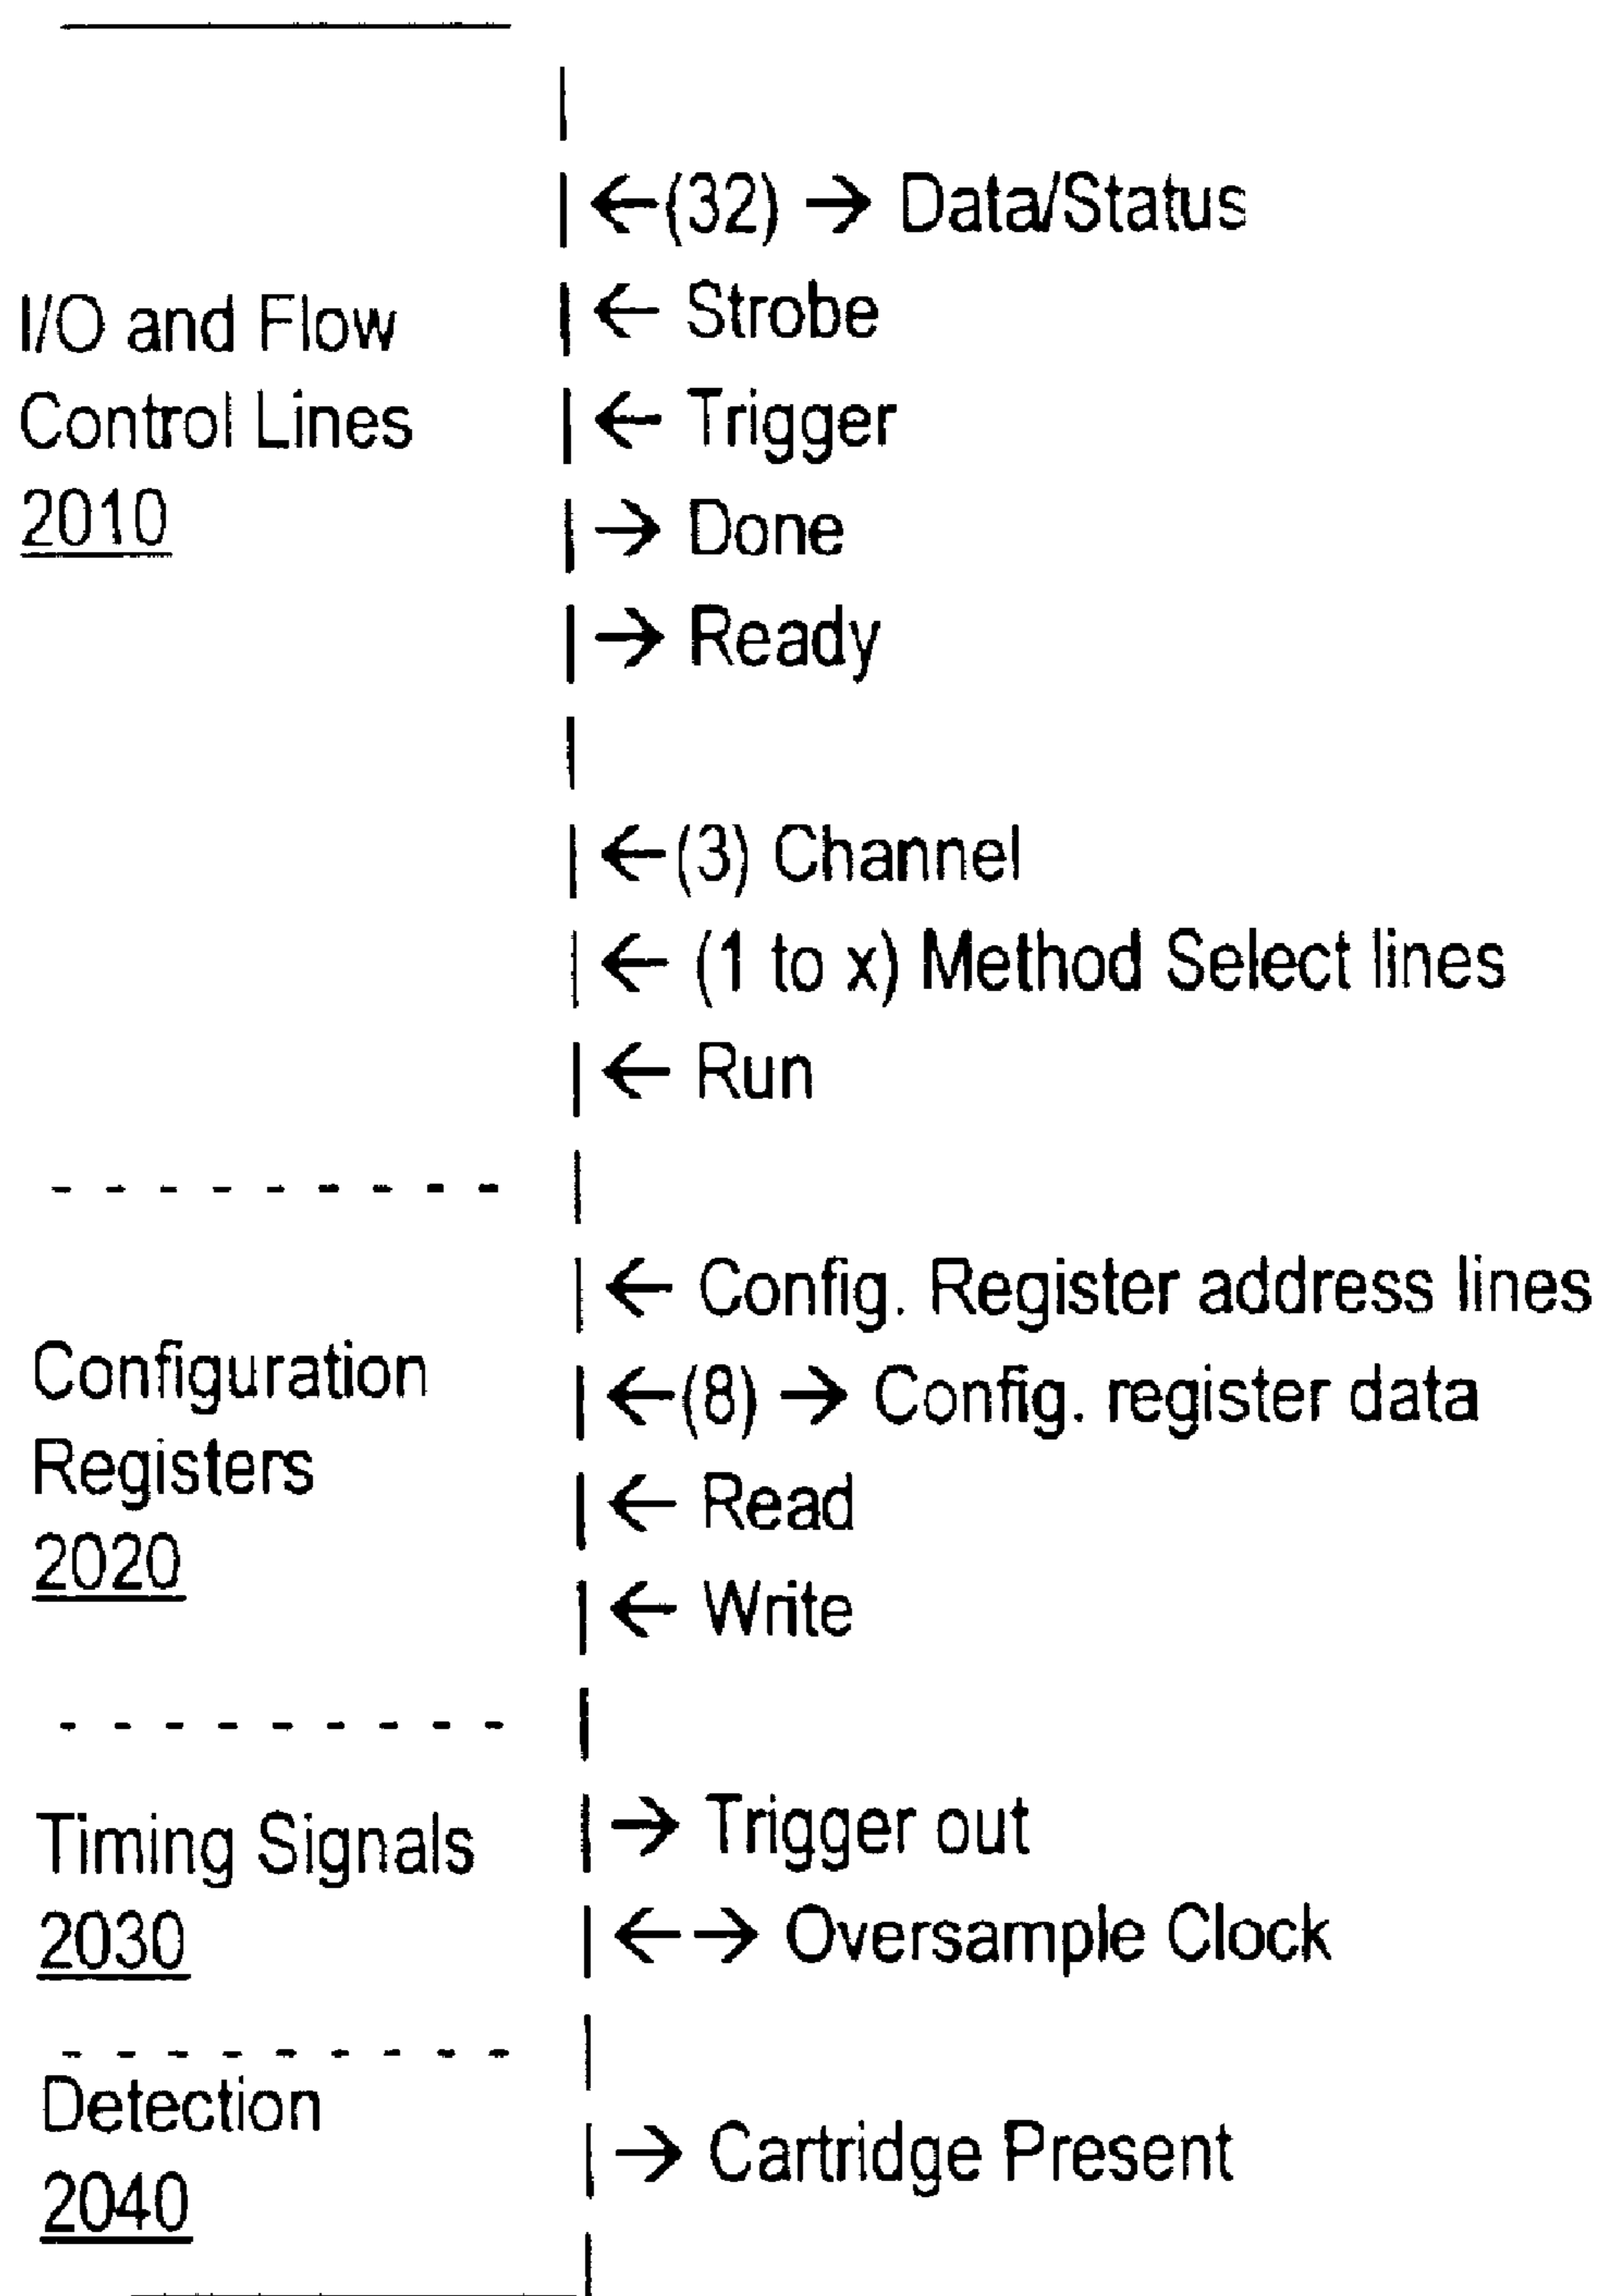 ←(32) → Data/Status
I/O and Flow
← Strobe
Control Lines
← Trigger
2010
→ Done
→ Ready
←(3) Channel
← (1 to x) Method Select lines
← Run
← Config. Register address lines
Configuration
←(8) → Config. register data
Registers
← Read
2020
← Write
Timing Signals
→ Trigger out
2030
←→ Oversample Clock
Detection
→ Cartridge Present
2040